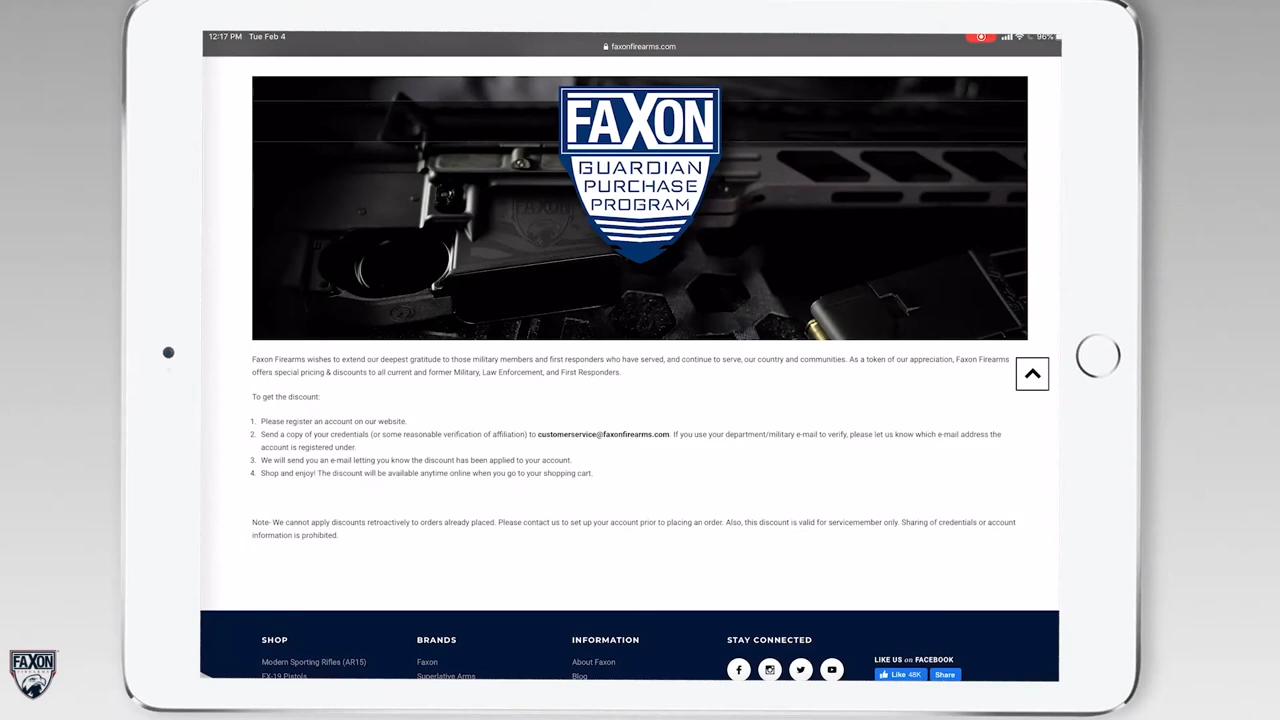 12:17 PM Tue Feb 4
96%
faxonfirearms.com
FAXON
GUARDIAN
PURCHASE
PROGRAM
Faxon Firearms wishes to extend our deepest gratitude to those military members and first responders who have served, and continue to serve, our country and communities. As a token of our appreciation, Faxon Firearms
offers special pricing & discounts to all current and former Military, Law Enforcement, and First Responders.
To get the discount:
1. Please register an account on our website.
2. Send a copy of your credentials (or some reasonable verification of affiliation) to customerservice@faxonfirearms.com. If you use your department/military e-mail to verify, please let us know which e-mail address the
account is registered under.
3. We will send you an e-mail letting you know the discount has been applied to your account.
4. Shop and enjoy! The discount will be available anytime online when you go to your shopping cart.
Note- We cannot apply discounts retroactively to orders already placed. Please contact us to set up your account prior to placing an order. Also, this discount is valid for servicemember only. Sharing of credentials or account
information is prohibited.
SHOP BRANDS INFORMATION STAY CONNECTED
Modern Sporting Rifles (AR15) Faxon About Faxon LIKE US on FACEBOOK
FX-19 Pistols Superlative Arms Blog Like 48K Share
FAXON
FIREARMS